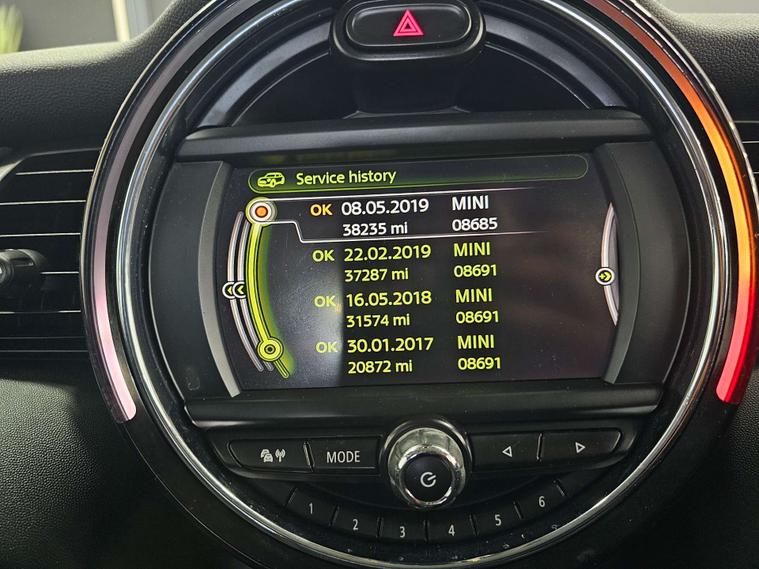 Service history
OK 08.05.2019 MINI
38235 mi 08685
OK 22.02.2019 MINI
37287 mi 08691
OK 16.05.2018 MINI
31574 mi 08691
OK 30.01.2017 MINI
20872 mi 08691
MODE
1 2 3 4 5 6